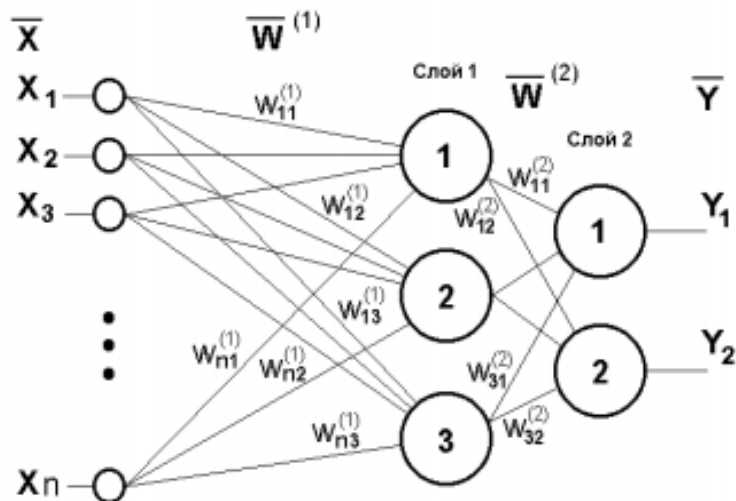 X̅ W̅⁽¹⁾
Слой 1
W̅⁽²⁾ Y̅
Слой 2
X₁
X₂
X₃
Xn
W₁₁⁽¹⁾
W₁₂⁽¹⁾
W₁₃⁽¹⁾
Wn₁⁽¹⁾
Wn₂⁽¹⁾
Wn₃⁽¹⁾
1
2
3
W₁₁⁽²⁾
W₁₂⁽²⁾
W₃₁⁽²⁾
W₃₂⁽²⁾
1
2
Y₁
Y₂